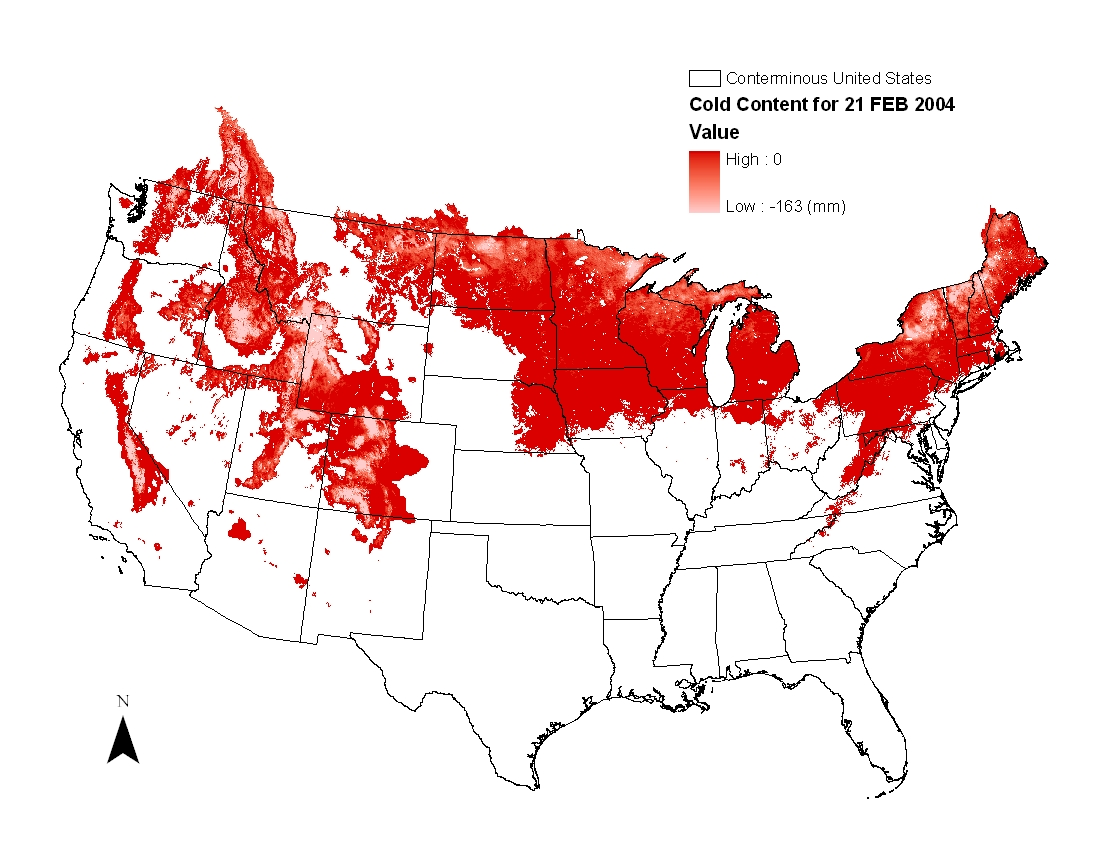 Conterminous United States
Cold Content for 21 FEB 2004
Value
High : 0
Low : -163 (mm)
N